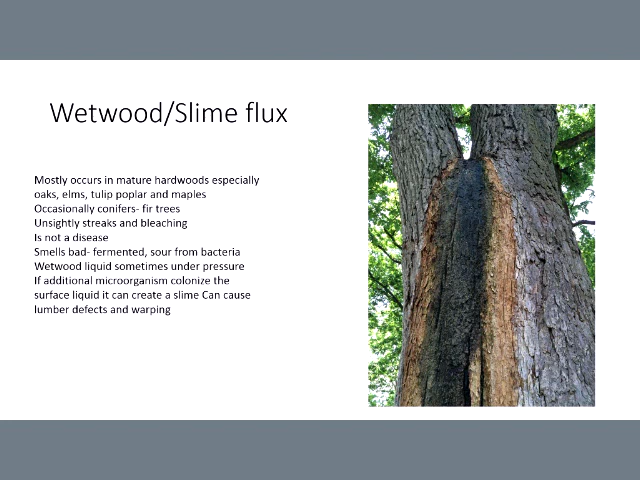 Wetwood/Slime flux
Mostly occurs in mature hardwoods especially
oaks, elms, tulip poplar and maples
Occasionally conifers- fir trees
Unsightly streaks and bleaching
Is not a disease
Smells bad- fermented, sour from bacteria
Wetwood liquid sometimes under pressure
If additional microorganism colonize the
surface liquid it can create a slime Can cause
lumber defects and warping